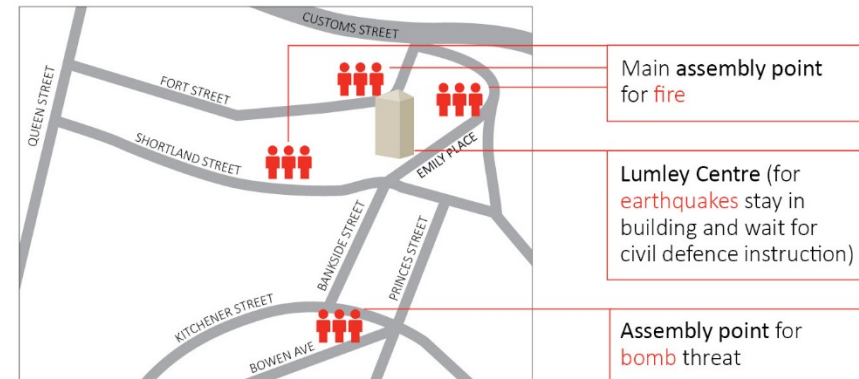 CUSTOMS STREET
QUEEN STREET
FORT STREET
SHORTLAND STREET
EMILY PLACE
BANKSIDE STREET
PRINCES STREET
KITCHENER STREET
BOWEN AVE
Main assembly point
for fire
Lumley Centre (for
earthquakes stay in
building and wait for
civil defence instruction)
Assembly point for
bomb threat